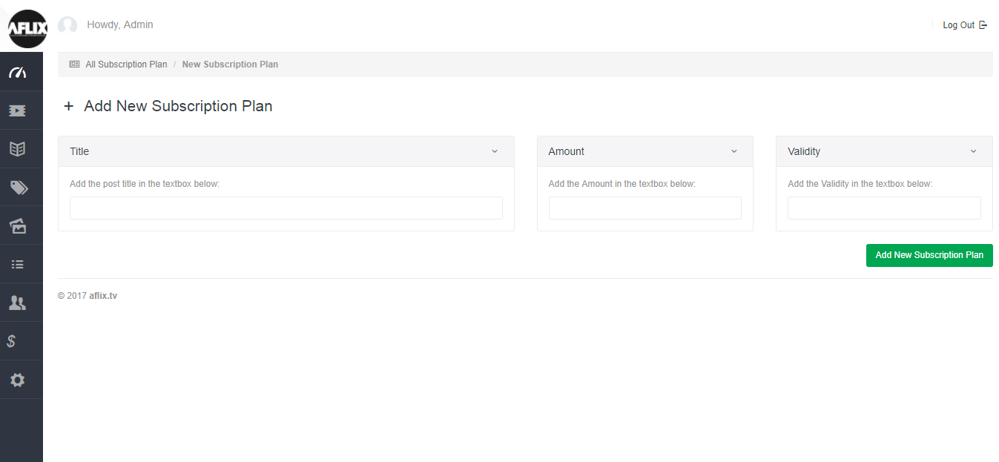 AFLIX
Howdy, Admin
Log Out
All Subscription Plan / New Subscription Plan
+ Add New Subscription Plan
Title
Amount
Validity
Add the post title in the textbox below:
Add the Amount in the textbox below:
Add the Validity in the textbox below:
Add New Subscription Plan
© 2017 aflix.tv
$